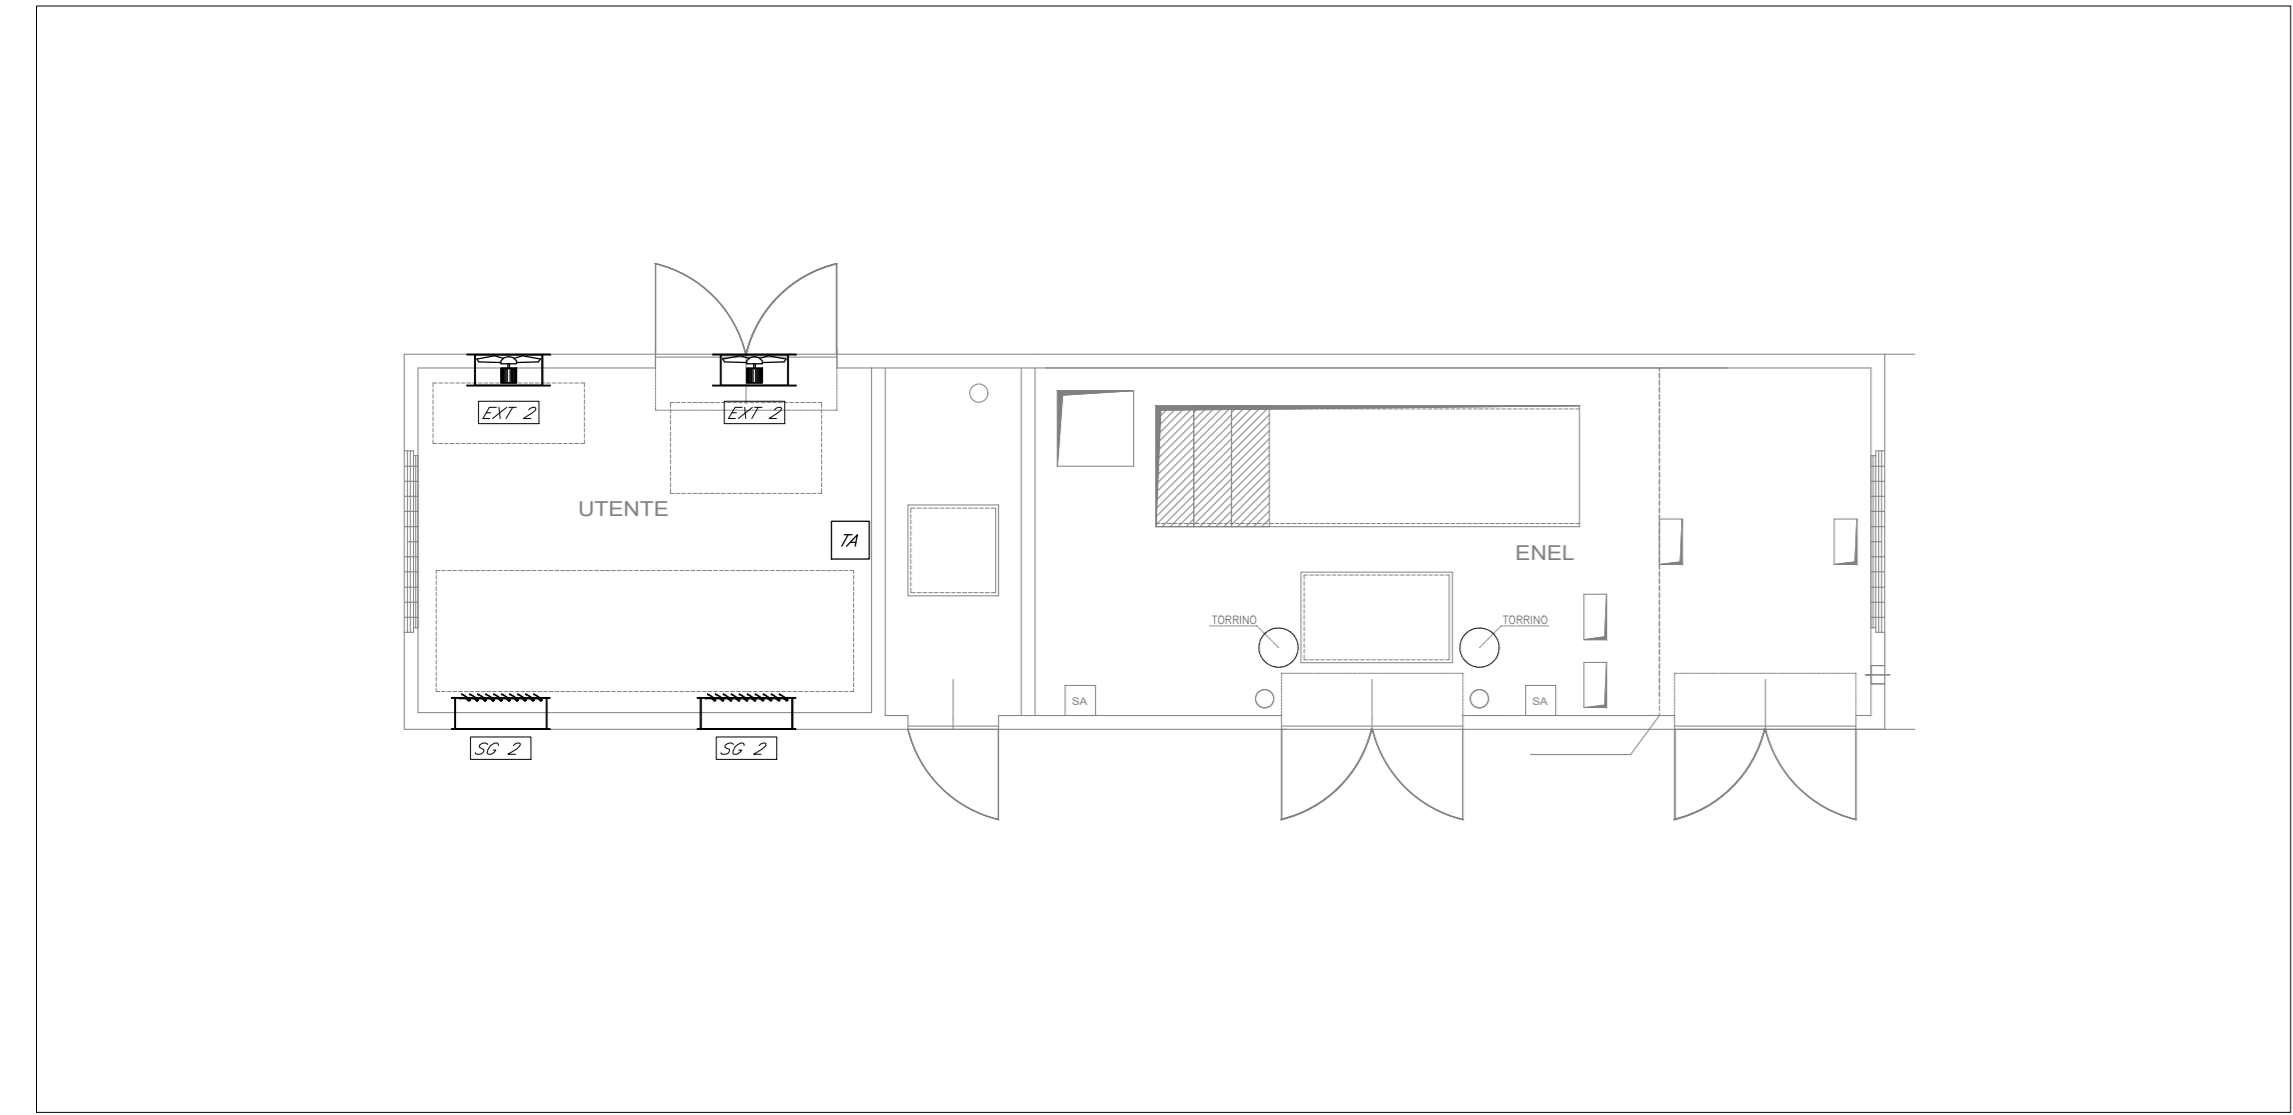 EXT 2
EXT 2
UTENTE
TA
ENEL
TORRINO
TORRINO
SA
SA
SG 2
SG 2